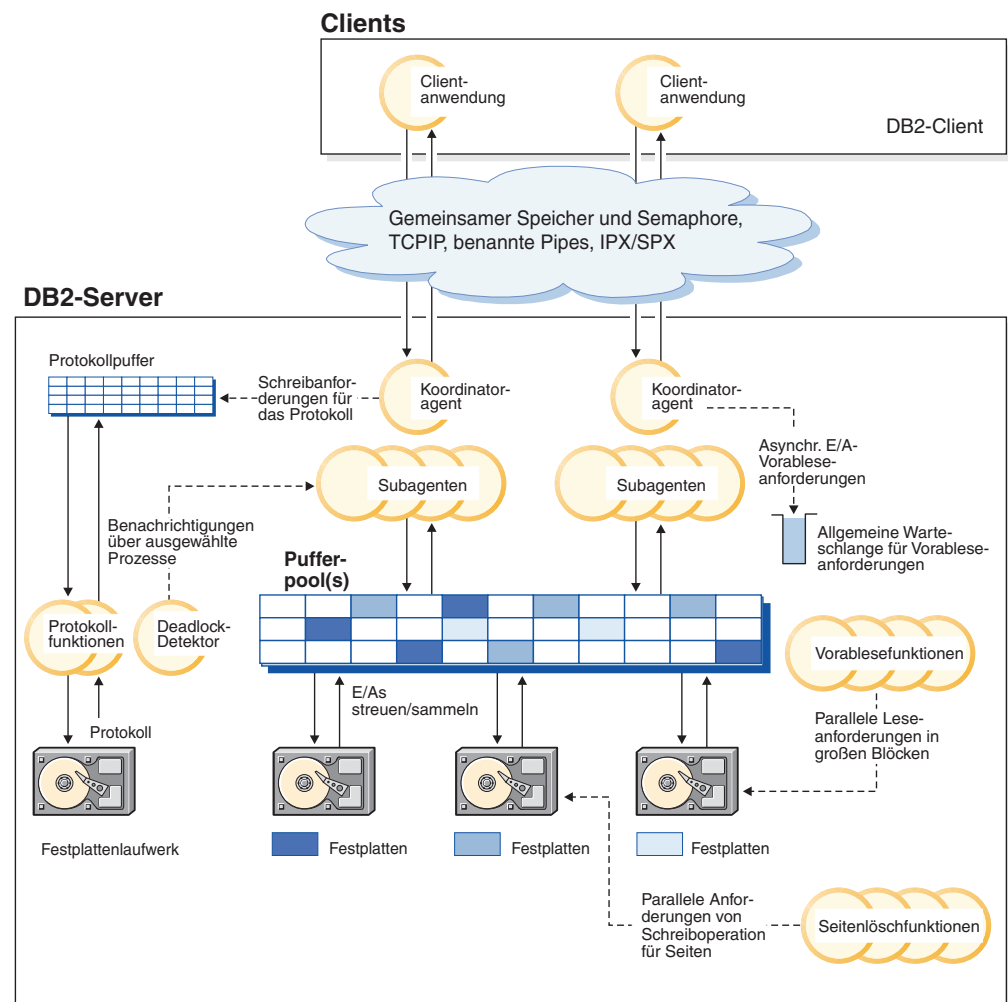 Clients
Client-
anwendung
Client-
anwendung
DB2-Client
Gemeinsamer Speicher und Semaphore,
TCPIP, benannte Pipes, IPX/SPX
DB2-Server
Protokollpuffer
Schreibanfor-
derungen für
das Protokoll
Koordinator-
agent
Koordinator-
agent
Asynchr. E/A-
Vorablese-
anforderungen
Subagenten
Subagenten
Benachrichtigungen
über ausgewählte
Prozesse
Allgemeine Warte-
schlange für Vorablese-
anforderungen
Puffer-
pool(s)
Protokoll-
funktionen
Deadlock-
Detektor
Vorablesefunktionen
E/As
streuen/sammeln
Protokoll
Parallele Lese-
anforderungen in
großen Blöcken
Festplattenlaufwerk
Festplatten
Festplatten
Festplatten
Parallele Anfor-
derungen von
Schreiboperation
für Seiten
Seitenlöschfunktionen